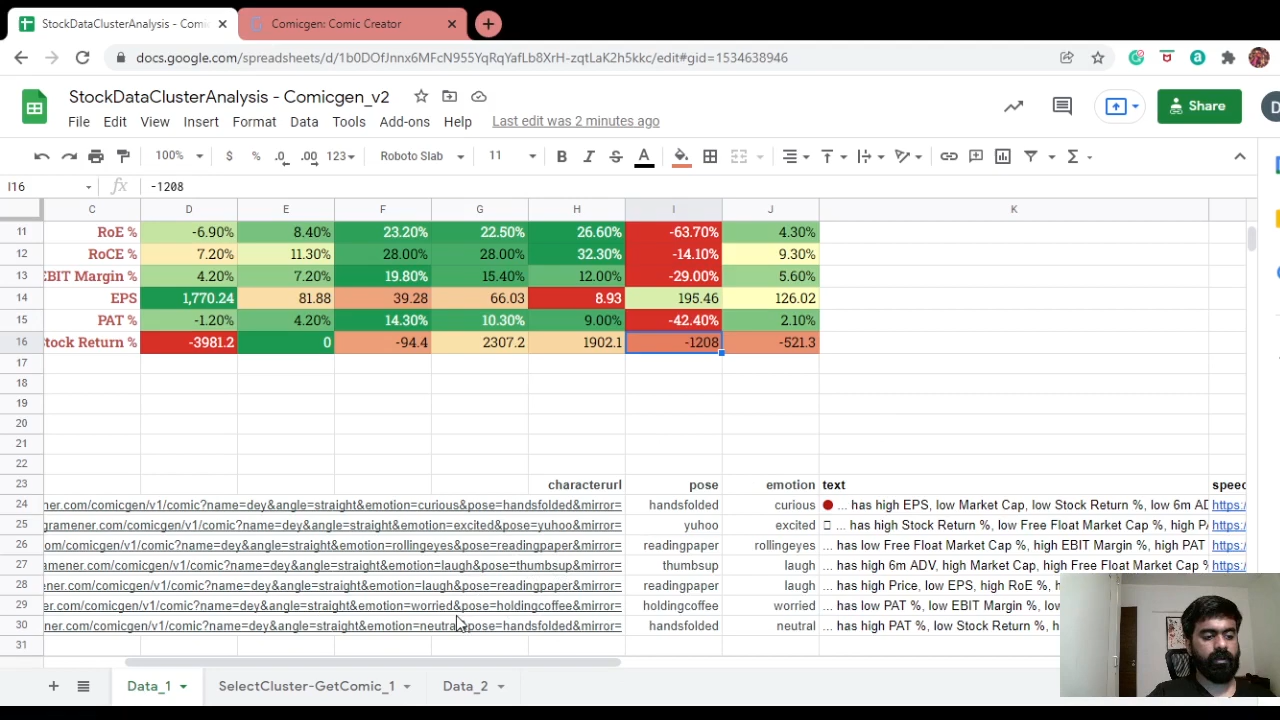 StockDataClusterAnalysis - Comi
Comicgen: Comic Creator
docs.google.com/spreadsheets/d/1b0DOfJnnx6MFcN955YqRqYafLb8XrH-zqtLaK2h5kkc/edit#gid=1534638946
StockDataClusterAnalysis - Comicgen_v2
Share
D
File Edit View Insert Format Data Tools Add-ons Help Last edit was 2 minutes ago
100% $ % .0 .00 123 Roboto Slab 11 B I S A
I16 fx -1208
C D E F G H I J K
11 RoE % -6.90% 8.40% 23.20% 22.50% 26.60% -63.70% 4.30%
12 RoCE % 7.20% 11.30% 28.00% 28.00% 32.30% -14.10% 9.30%
13 EBIT Margin % 4.20% 7.20% 19.80% 15.40% 12.00% -29.00% 5.60%
14 EPS 1,770.24 81.88 39.28 66.03 8.93 195.46 126.02
15 PAT % -1.20% 4.20% 14.30% 10.30% 9.00% -42.40% 2.10%
16 Stock Return % -3981.2 0 -94.4 2307.2 1902.1 -1208 -521.3
17
18
19
20
21
22
23 characterurl pose emotion text speec
24 ner.com/comicgen/v1/comic?name=dey&angle=straight&emotion=curious&pose=handsfolded&mirror= handsfolded curious ... has high EPS, low Market Cap, low Stock Return %, low 6m AD https:/
25 gramener.com/comicgen/v1/comic?name=dey&angle=straight&emotion=excited&pose=yuhoo&mirror= yuhoo excited ... has high Stock Return %, low Free Float Market Cap %, high PA https:/
26 .com/comicgen/v1/comic?name=dey&angle=straight&emotion=rollingeyes&pose=readingpaper&mirror= readingpaper rollingeyes ... has low Free Float Market Cap %, high EBIT Margin %, high PAT https:/
27 amener.com/comicgen/v1/comic?name=dey&angle=straight&emotion=laugh&pose=thumbsup&mirror= thumbsup laugh ... has high 6m ADV, high Market Cap, high Free Float Market Cap % https:/
28 ener.com/comicgen/v1/comic?name=dey&angle=straight&emotion=laugh&pose=readingpaper&mirror= readingpaper laugh ... has high Price, low EPS, high RoE %, h
29 er.com/comicgen/v1/comic?name=dey&angle=straight&emotion=worried&pose=holdingcoffee&mirror= holdingcoffee worried ... has low PAT %, low EBIT Margin %, low
30 ner.com/comicgen/v1/comic?name=dey&angle=straight&emotion=neutral&pose=handsfolded&mirror= handsfolded neutral ... has high PAT %, low Stock Return %, h
31
Data_1 SelectCluster-GetComic_1 Data_2